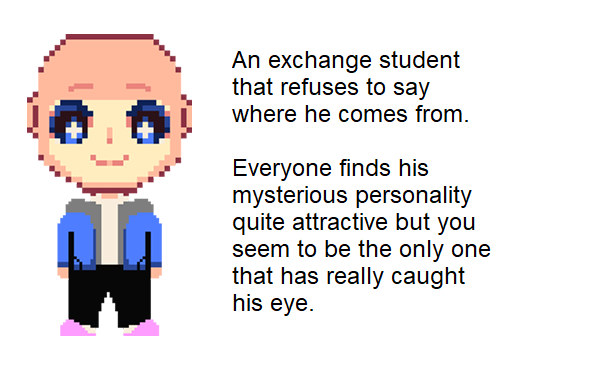 An exchange student
that refuses to say
where he comes from.
Everyone finds his
mysterious personality
quite attractive but you
seem to be the only one
that has really caught
his eye.